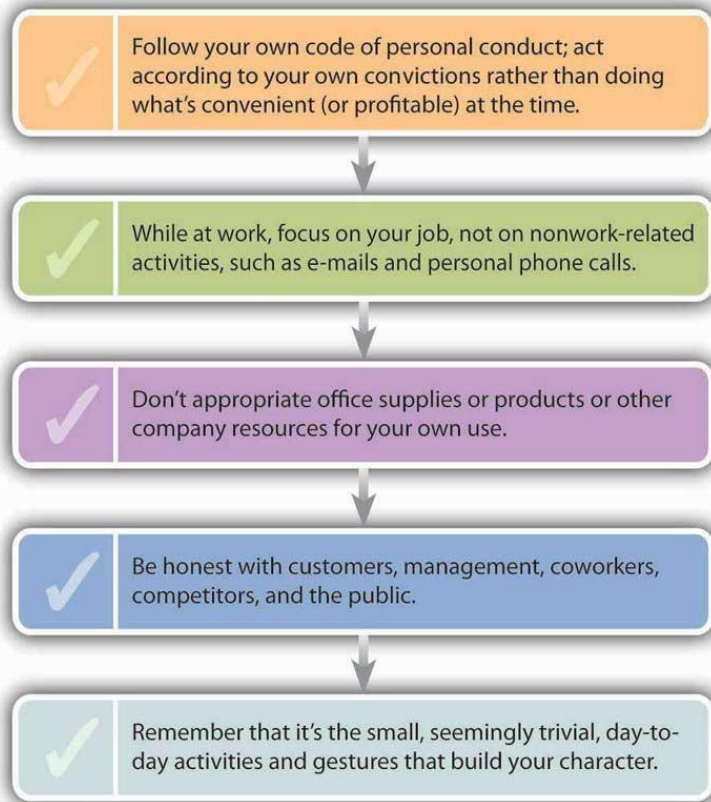 Follow your own code of personal conduct; act
according to your own convictions rather than doing
what's convenient (or profitable) at the time.
While at work, focus on your job, not on nonwork-related
activities, such as e-mails and personal phone calls.
Don't appropriate office supplies or products or other
company resources for your own use.
Be honest with customers, management, coworkers,
competitors, and the public.
Remember that it's the small, seemingly trivial, day-to-
day activities and gestures that build your character.